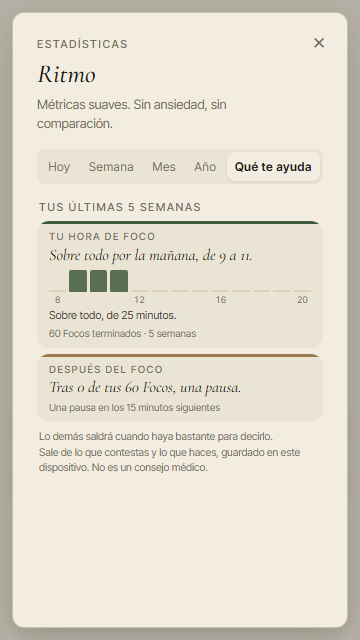 ESTADÍSTICAS
Ritmo
Métricas suaves. Sin ansiedad, sin
comparación.
Hoy Semana Mes Año Qué te ayuda
TUS ÚLTIMAS 5 SEMANAS
TU HORA DE FOCO
Sobre todo por la mañana, de 9 a 11.
8 12 16 20
Sobre todo, de 25 minutos.
60 Focos terminados · 5 semanas
DESPUÉS DEL FOCO
Tras 0 de tus 60 Focos, una pausa.
Una pausa en los 15 minutos siguientes
Lo demás saldrá cuando haya bastante para decirlo.
Sale de lo que contestas y lo que haces, guardado en este
dispositivo. No es un consejo médico.